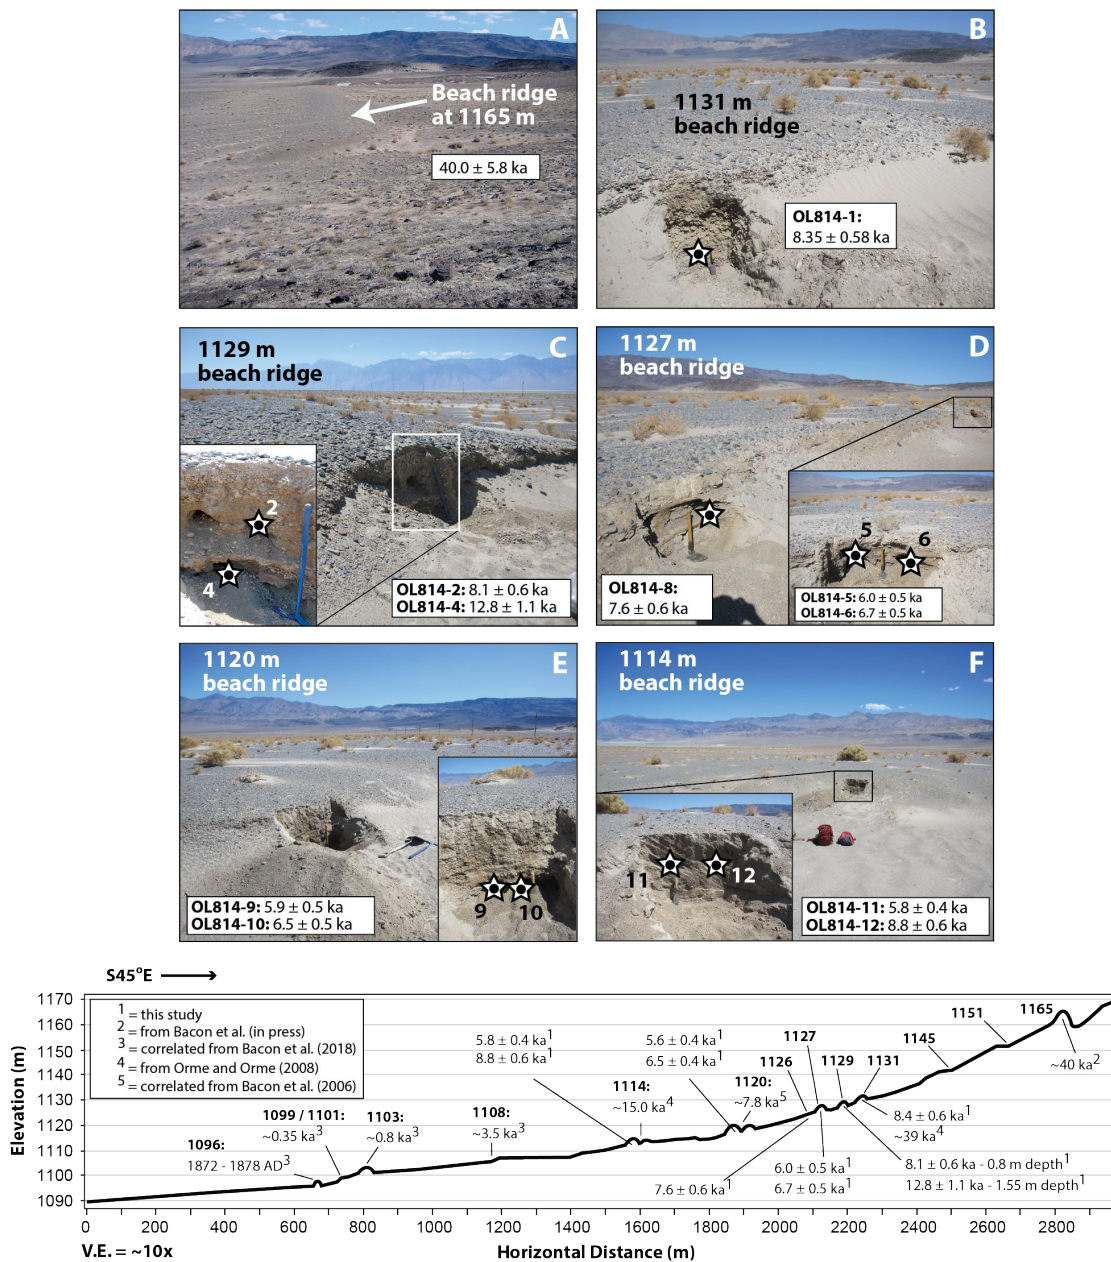 A
Beach ridge
at 1165 m
40.0 ± 5.8 ka
B
1131 m
beach ridge
OL814-1:
8.35 ± 0.58 ka
C
1129 m
beach ridge
2
4
OL814-2: 8.1 ± 0.6 ka
OL814-4: 12.8 ± 1.1 ka
D
1127 m
beach ridge
OL814-8:
7.6 ± 0.6 ka
5
6
OL814-5: 6.0 ± 0.5 ka
OL814-6: 6.7 ± 0.5 ka
E
1120 m
beach ridge
9
10
OL814-9: 5.9 ± 0.5 ka
OL814-10: 6.5 ± 0.5 ka
F
1114 m
beach ridge
11
12
OL814-11: 5.8 ± 0.4 ka
OL814-12: 8.8 ± 0.6 ka
S45°E
1 = this study
2 = from Bacon et al. (in press)
3 = correlated from Bacon et al. (2018)
4 = from Orme and Orme (2008)
5 = correlated from Bacon et al. (2006)
Elevation (m)
1170
1160
1150
1140
1130
1120
1110
1100
1090
1096:
1872 - 1878 AD3
1099 / 1101:
~0.35 ka3
1103:
~0.8 ka3
1108:
~3.5 ka3
5.8 ± 0.4 ka1
8.8 ± 0.6 ka1
1114:
~15.0 ka4
5.6 ± 0.4 ka1
6.5 ± 0.4 ka1
1120:
~7.8 ka5
1126
7.6 ± 0.6 ka1
1127
6.0 ± 0.5 ka1
6.7 ± 0.5 ka1
1129
8.1 ± 0.6 ka - 0.8 m depth1
12.8 ± 1.1 ka - 1.55 m depth1
1131
8.4 ± 0.6 ka1
~39 ka4
1145
1151
1165
~40 ka2
0 200 400 600 800 1000 1200 1400 1600 1800 2000 2200 2400 2600 2800
V.E. = ~10x
Horizontal Distance (m)